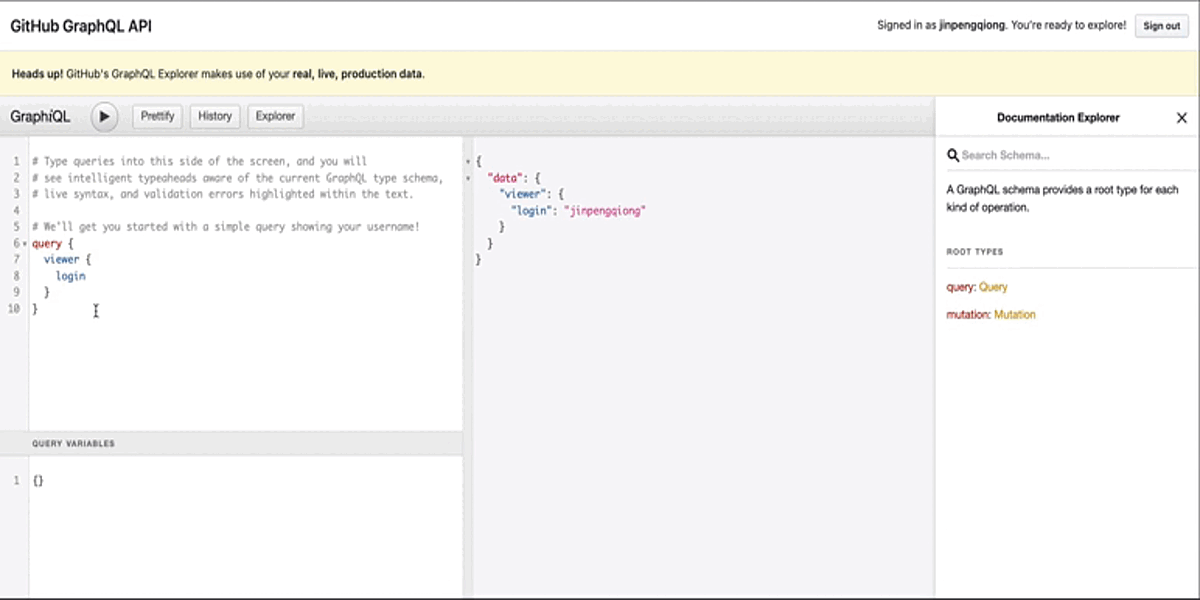 GitHub GraphQL API
Signed in as jinpengqiong. You're ready to explore!
Sign out
Heads up! GitHub's GraphQL Explorer makes use of your real, live, production data.
GraphiQL
Prettify
History
Explorer
1 # Type queries into this side of the screen, and you will
2 # see intelligent typeaheads aware of the current GraphQL type schema,
3 # live syntax, and validation errors highlighted within the text.
4
5 # We'll get you started with a simple query showing your username!
6 query {
7 viewer {
8 login
9 }
10 }
QUERY VARIABLES
1 {}
{
"data": {
"viewer": {
"login": "jinpengqiong"
}
}
}
Documentation Explorer
Search Schema...
A GraphQL schema provides a root type for each
kind of operation.
ROOT TYPES
query: Query
mutation: Mutation